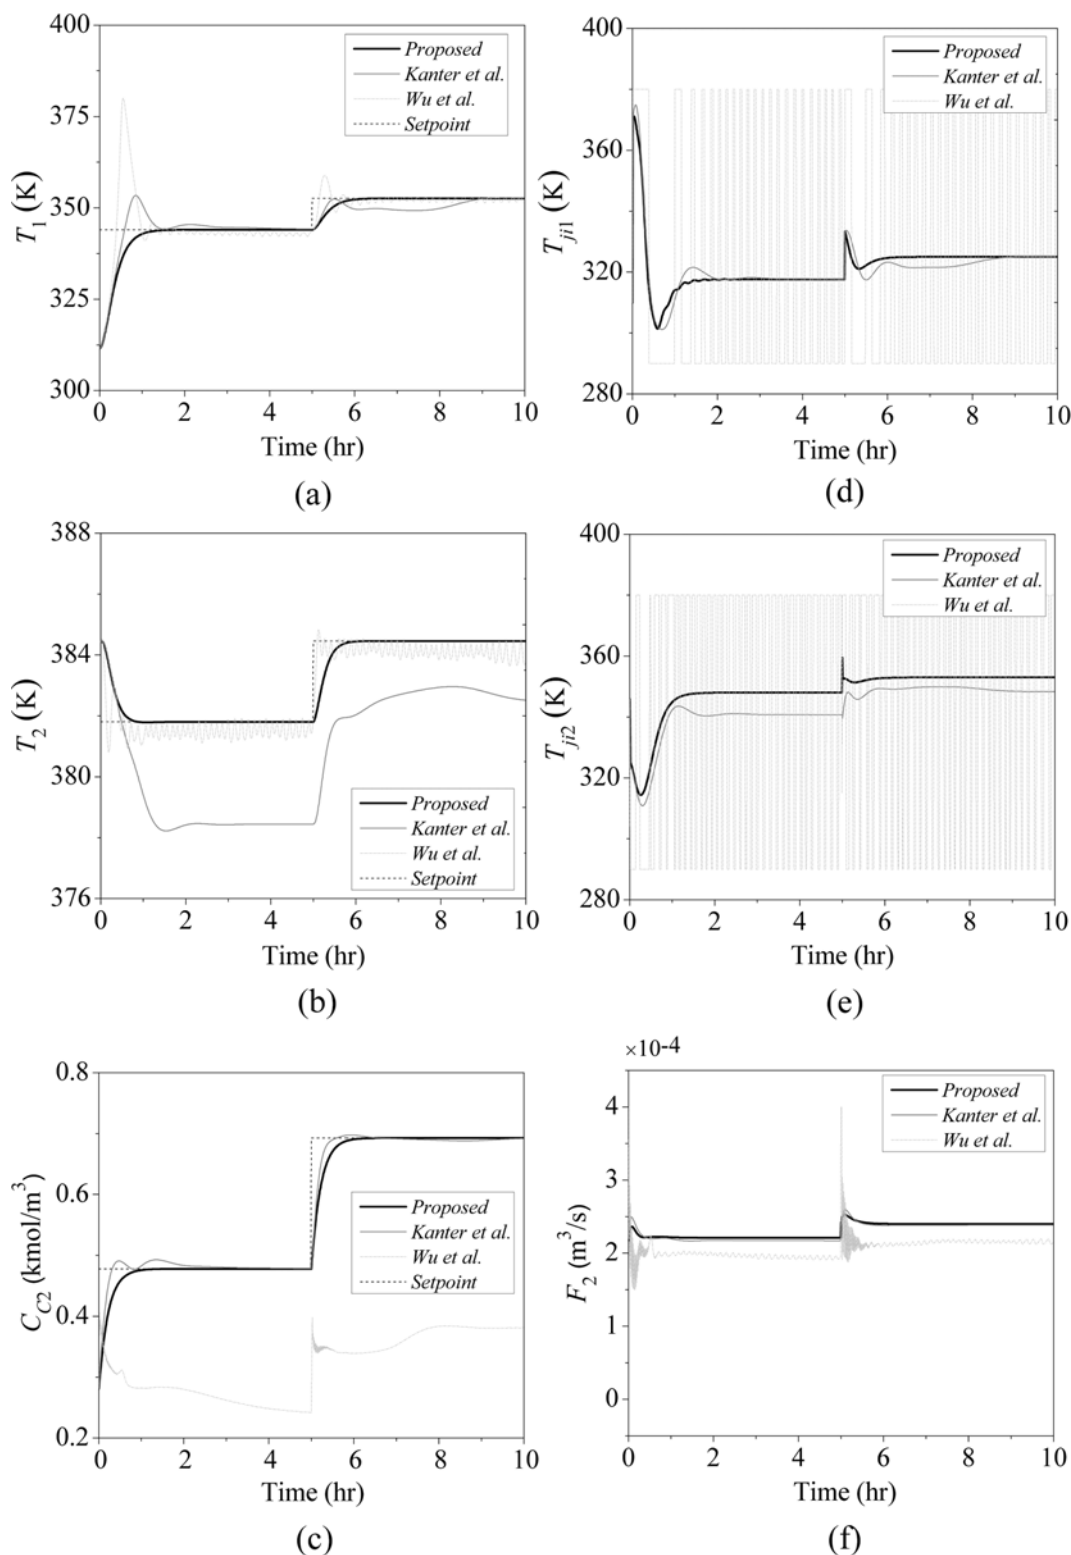 400
375
350
325
300
T1 (K)
Proposed
Kanter et al.
Wu et al.
Setpoint
0 2 4 6 8 10
Time (hr)
(a)
400
360
320
280
Tji1 (K)
Proposed
Kanter et al.
Wu et al.
0 2 4 6 8 10
Time (hr)
(d)
388
384
380
376
T2 (K)
Proposed
Kanter et al.
Wu et al.
Setpoint
0 2 4 6 8 10
Time (hr)
(b)
400
360
320
280
Tji2 (K)
Proposed
Kanter et al.
Wu et al.
0 2 4 6 8 10
Time (hr)
(e)
0.8
0.6
0.4
0.2
CC2 (kmol/m³)
Proposed
Kanter et al.
Wu et al.
Setpoint
0 2 4 6 8 10
Time (hr)
(c)
×10-4
4
3
2
1
0
F2 (m³/s)
Proposed
Kanter et al.
Wu et al.
0 2 4 6 8 10
Time (hr)
(f)